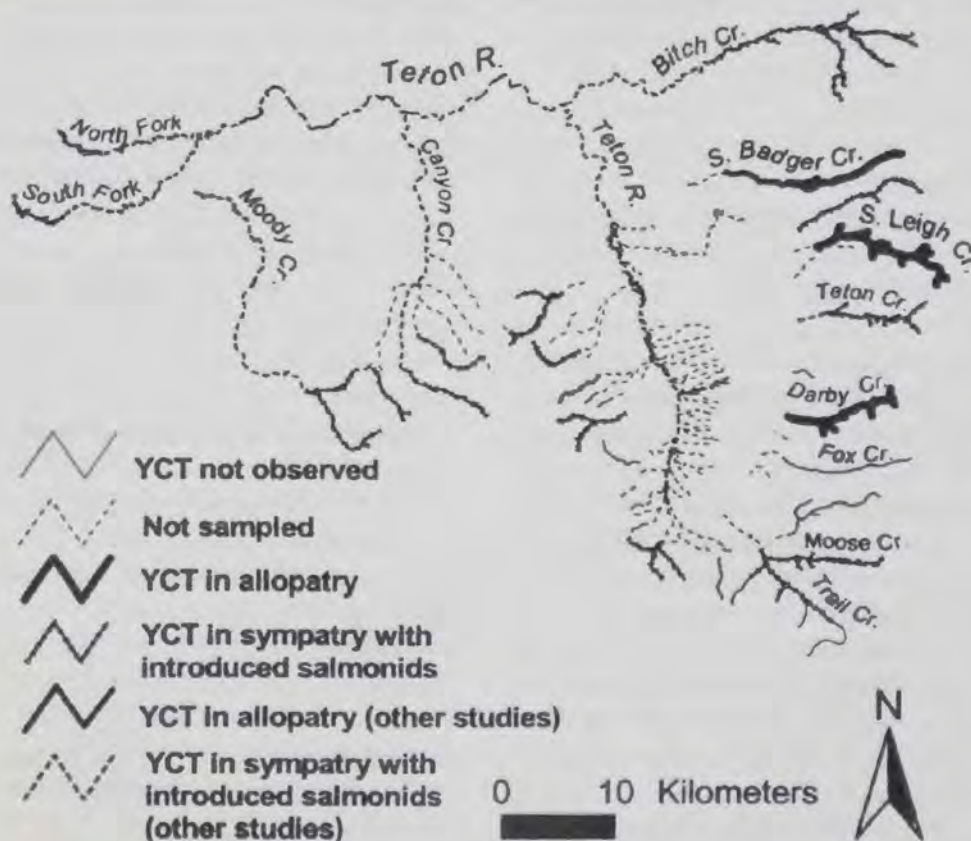 Bitch Cr.
Teton R.
North Fork
South Fork
Moody Cr.
Canyon Cr
Teton R.
S. Badger Cr.
S. Leigh Cr.
Teton Cr.
Darby Cr.
Fox Cr.
Moose Cr
Trail Cr.
YCT not observed
Not sampled
YCT in allopatry
YCT in sympatry with
introduced salmonids
YCT in allopatry (other studies)
YCT in sympatry with
introduced salmonids
(other studies)
0 10 Kilometers
N